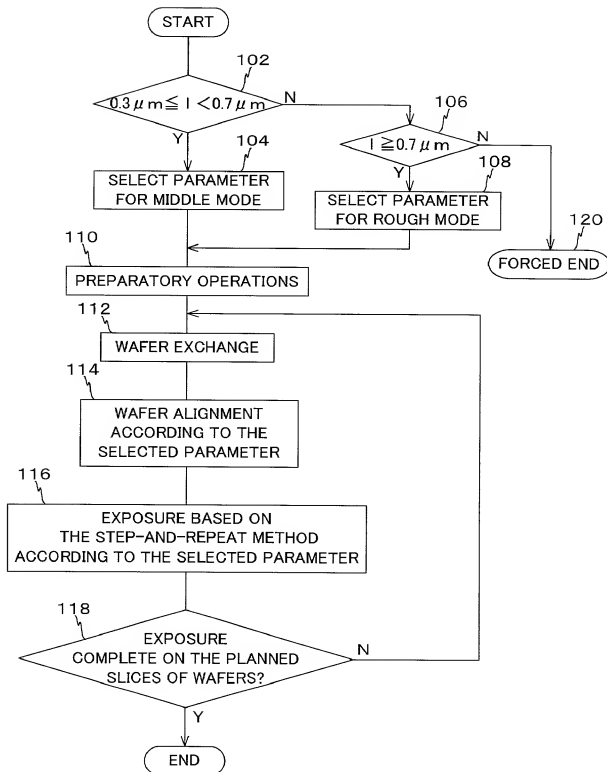 START
102
0.3 μm ≦ l < 0.7 μm
N
Y
106
l ≧ 0.7 μm
N
Y
104
SELECT PARAMETER
FOR MIDDLE MODE
108
SELECT PARAMETER
FOR ROUGH MODE
120
FORCED END
110
PREPARATORY OPERATIONS
112
WAFER EXCHANGE
114
WAFER ALIGNMENT
ACCORDING TO THE
SELECTED PARAMETER
116
EXPOSURE BASED ON
THE STEP-AND-REPEAT METHOD
ACCORDING TO THE SELECTED PARAMETER
118
EXPOSURE
COMPLETE ON THE PLANNED
SLICES OF WAFERS?
N
Y
END